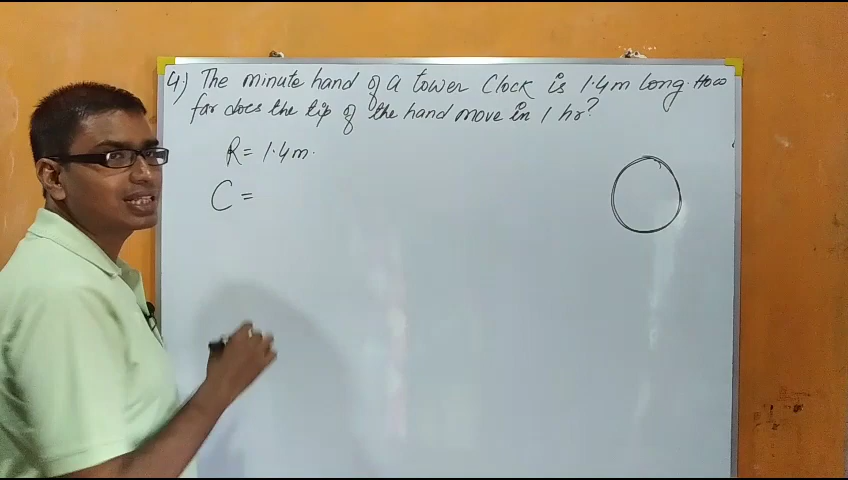 4.) The minute hand of a tower Clock is 1.4m long. How
far does the tip of the hand move in 1 hr?
R = 1.4m.
C =